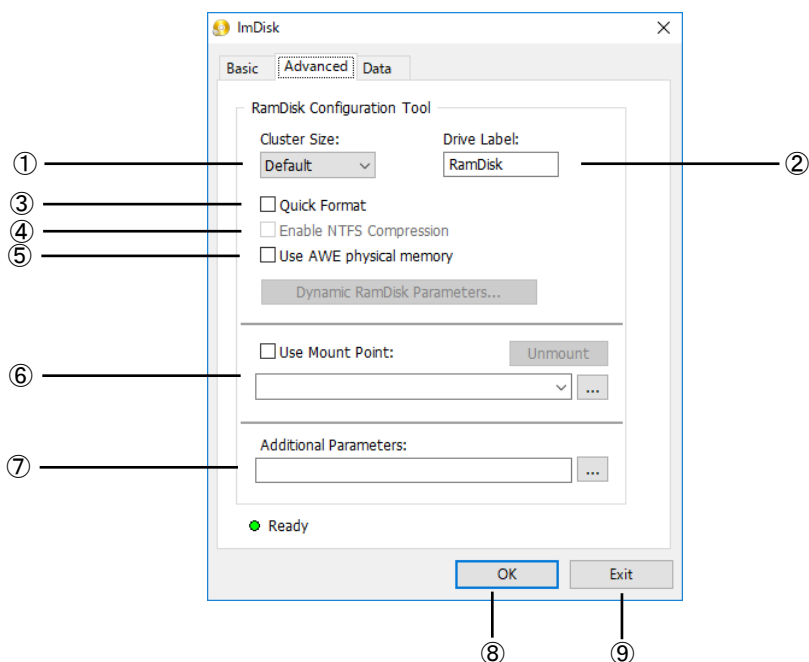 ImDisk
Basic Advanced Data
RamDisk Configuration Tool
Cluster Size: Drive Label:
① Default RamDisk ②
③ Quick Format
④ Enable NTFS Compression
⑤ Use AWE physical memory
Dynamic RamDisk Parameters...
Use Mount Point: Unmount
⑥ ...
Additional Parameters:
⑦ ...
Ready
OK Exit
⑧ ⑨